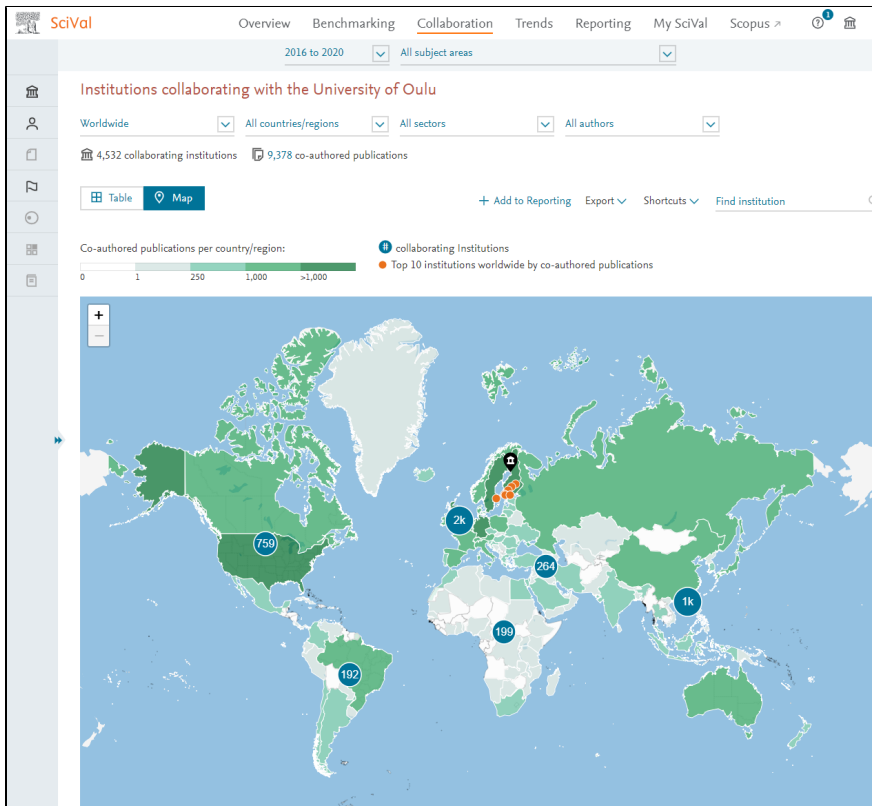 SciVal
Overview Benchmarking Collaboration Trends Reporting My SciVal Scopus ↗ 1
2016 to 2020 All subject areas
Institutions collaborating with the University of Oulu
Worldwide All countries/regions All sectors All authors
4,532 collaborating institutions 9,378 co-authored publications
Table Map
+ Add to Reporting Export Shortcuts Find institution
Co-authored publications per country/region: # collaborating Institutions
Top 10 institutions worldwide by co-authored publications
0 1 250 1,000 >1,000
+
−
2k
759
264
1k
199
192